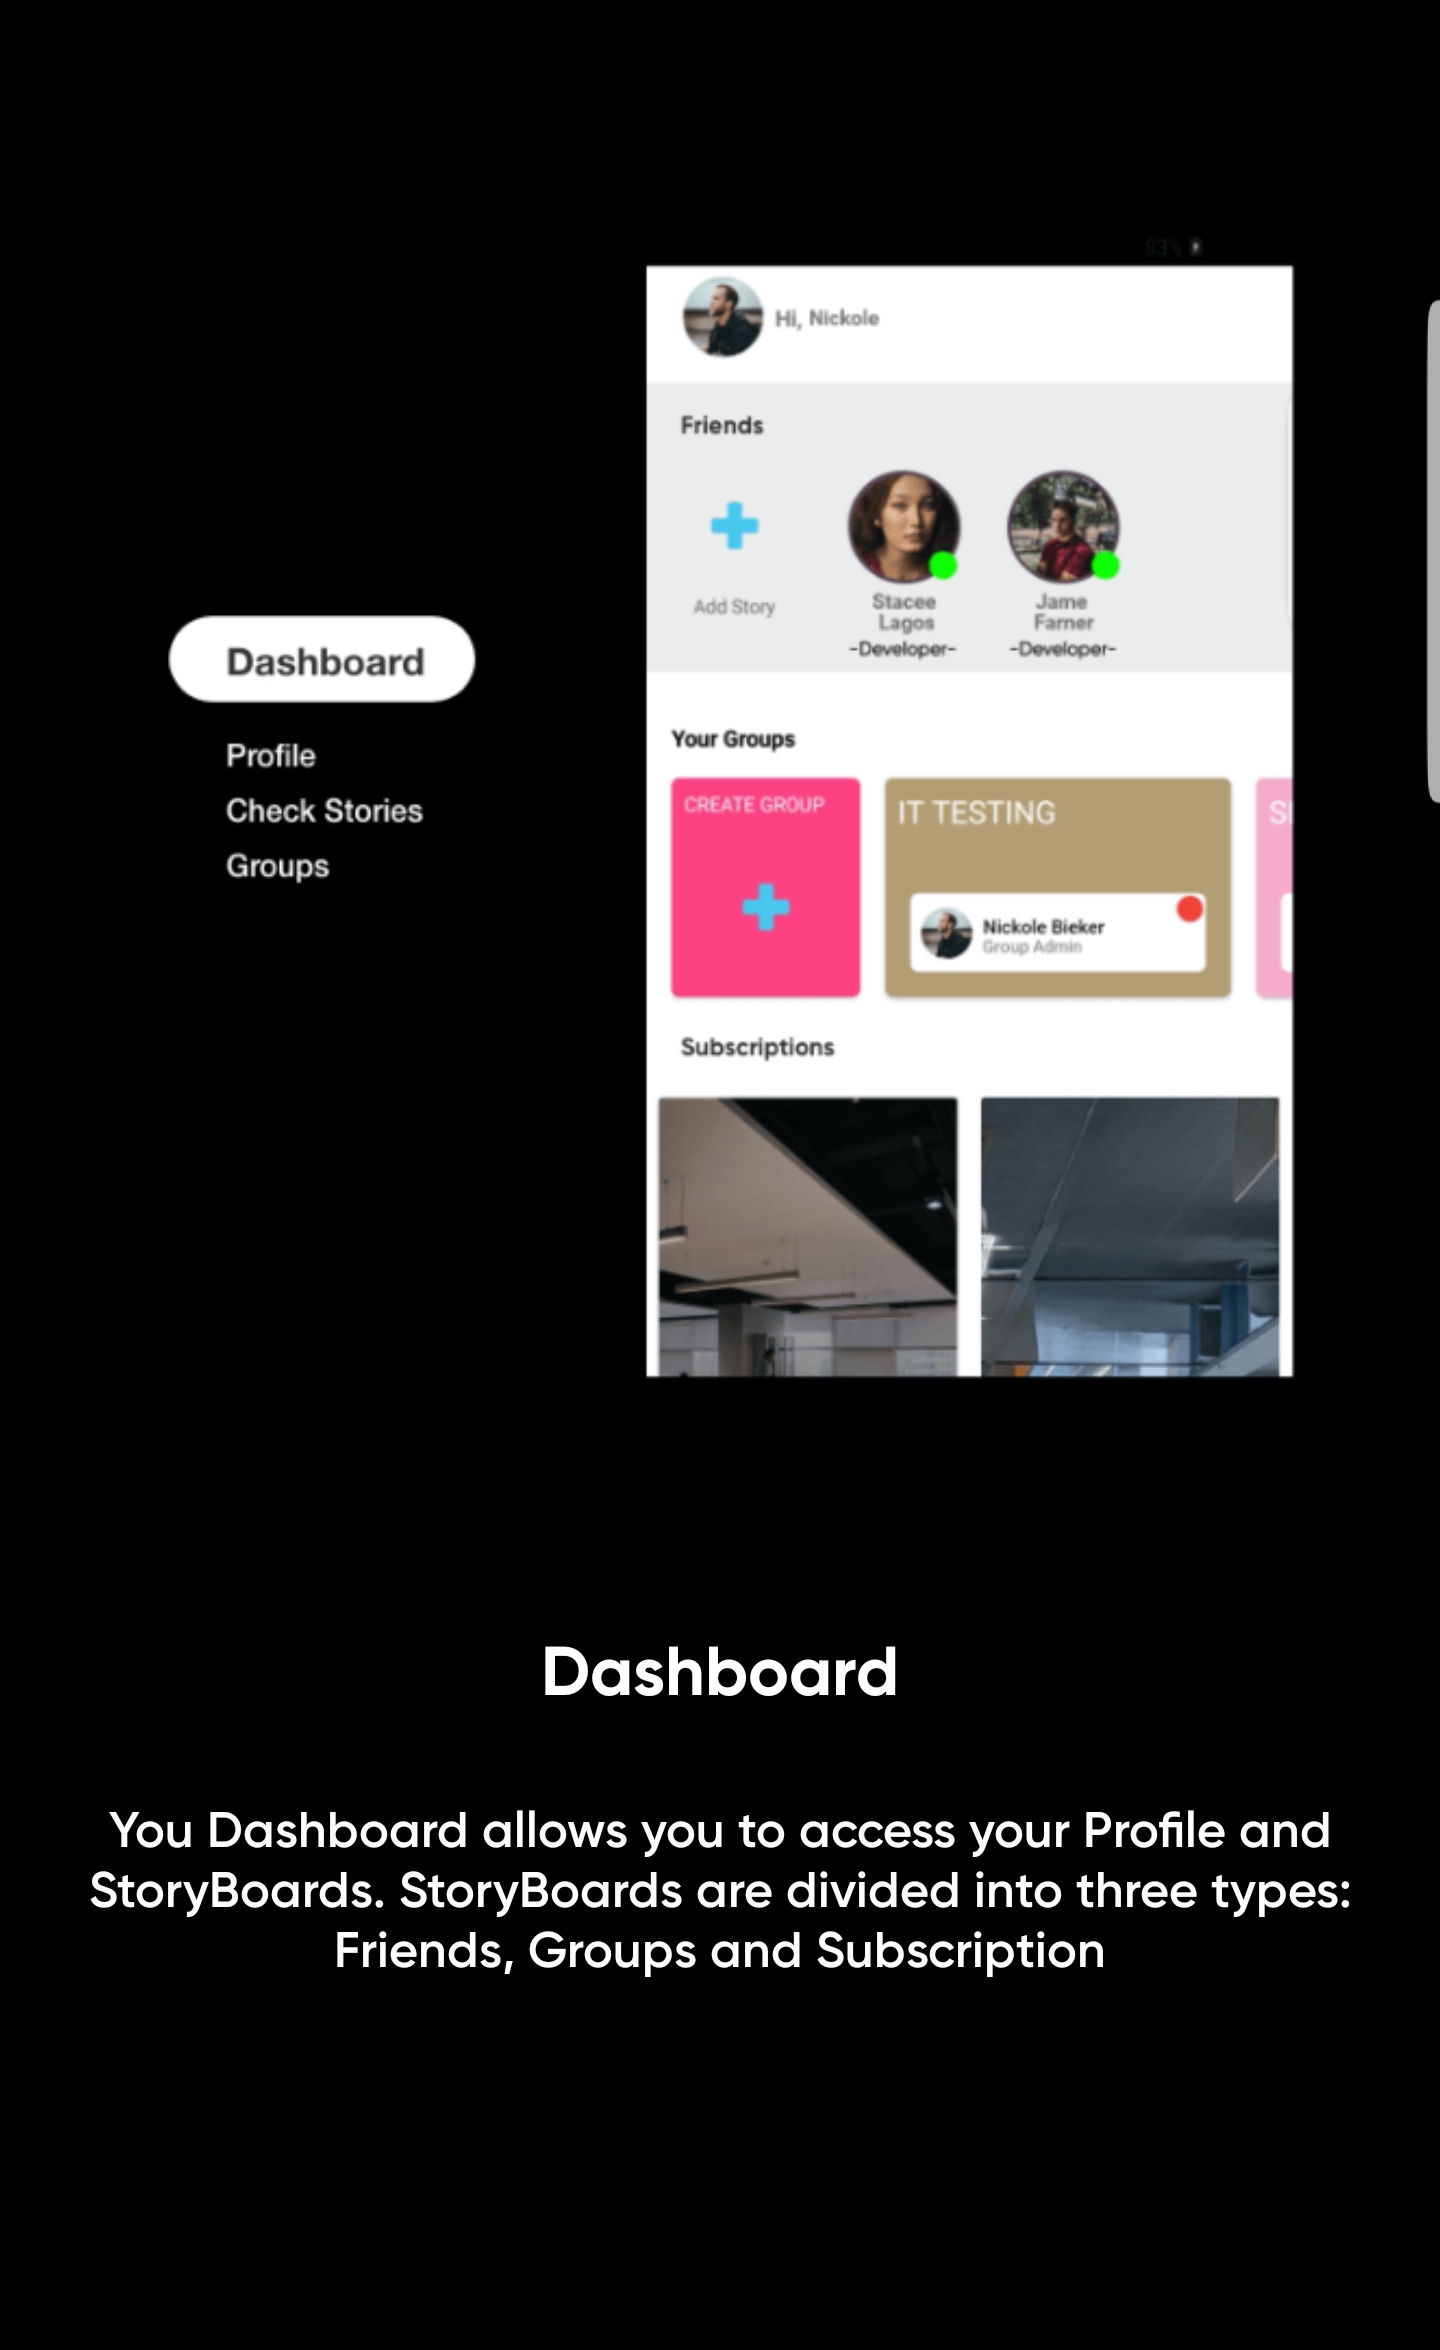 83%
Hi, Nickole
Friends
Add Story
Stacee
Lagos
-Developer-
Jame
Farner
-Developer-
Dashboard
Profile
Check Stories
Groups
Your Groups
CREATE GROUP
IT TESTING
Nickole Bieker
Group Admin
Subscriptions
Dashboard
You Dashboard allows you to access your Profile and
StoryBoards. StoryBoards are divided into three types:
Friends, Groups and Subscription